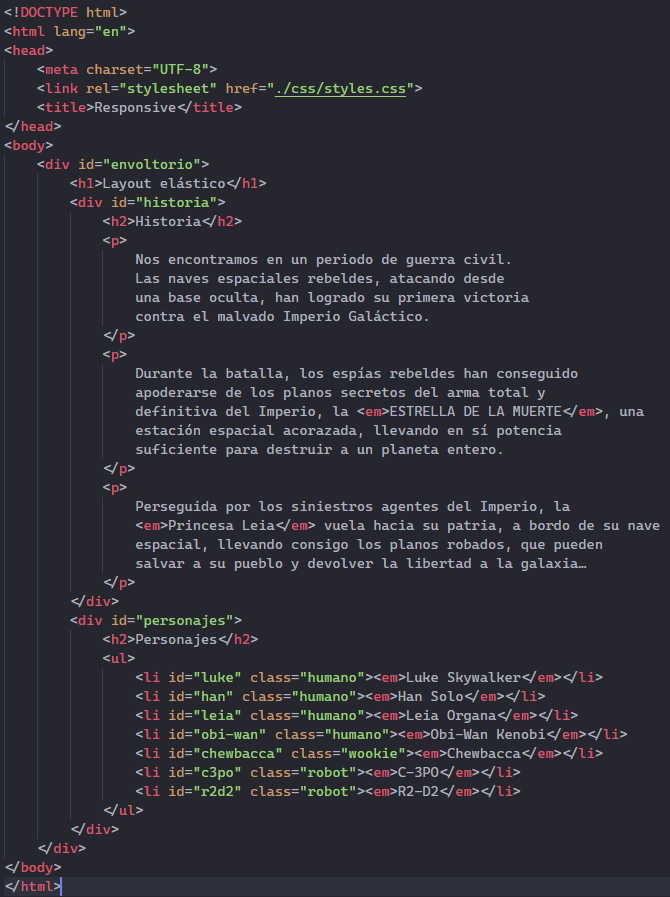 <!DOCTYPE html>
<html lang="en">
<head>
    <meta charset="UTF-8">
    <link rel="stylesheet" href="./css/styles.css">
    <title>Responsive</title>
</head>
<body>
    <div id="envoltorio">
        <h1>Layout elástico</h1>
        <div id="historia">
            <h2>Historia</h2>
            <p>
                Nos encontramos en un periodo de guerra civil.
                Las naves espaciales rebeldes, atacando desde
                una base oculta, han logrado su primera victoria
                contra el malvado Imperio Galáctico.
            </p>
            <p>
                Durante la batalla, los espías rebeldes han conseguido
                apoderarse de los planos secretos del arma total y
                definitiva del Imperio, la <em>ESTRELLA DE LA MUERTE</em>, una
                estación espacial acorazada, llevando en sí potencia
                suficiente para destruir a un planeta entero.
            </p>
            <p>
                Perseguida por los siniestros agentes del Imperio, la
                <em>Princesa Leia</em> vuela hacia su patria, a bordo de su nave
                espacial, llevando consigo los planos robados, que pueden
                salvar a su pueblo y devolver la libertad a la galaxia…
            </p>
        </div>
        <div id="personajes">
            <h2>Personajes</h2>
            <ul>
                <li id="luke" class="humano"><em>Luke Skywalker</em></li>
                <li id="han" class="humano"><em>Han Solo</em></li>
                <li id="leia" class="humano"><em>Leia Organa</em></li>
                <li id="obi-wan" class="humano"><em>Obi-Wan Kenobi</em></li>
                <li id="chewbacca" class="wookie"><em>Chewbacca</em></li>
                <li id="c3po" class="robot"><em>C-3PO</em></li>
                <li id="r2d2" class="robot"><em>R2-D2</em></li>
            </ul>
        </div>
    </div>
</body>
</html>